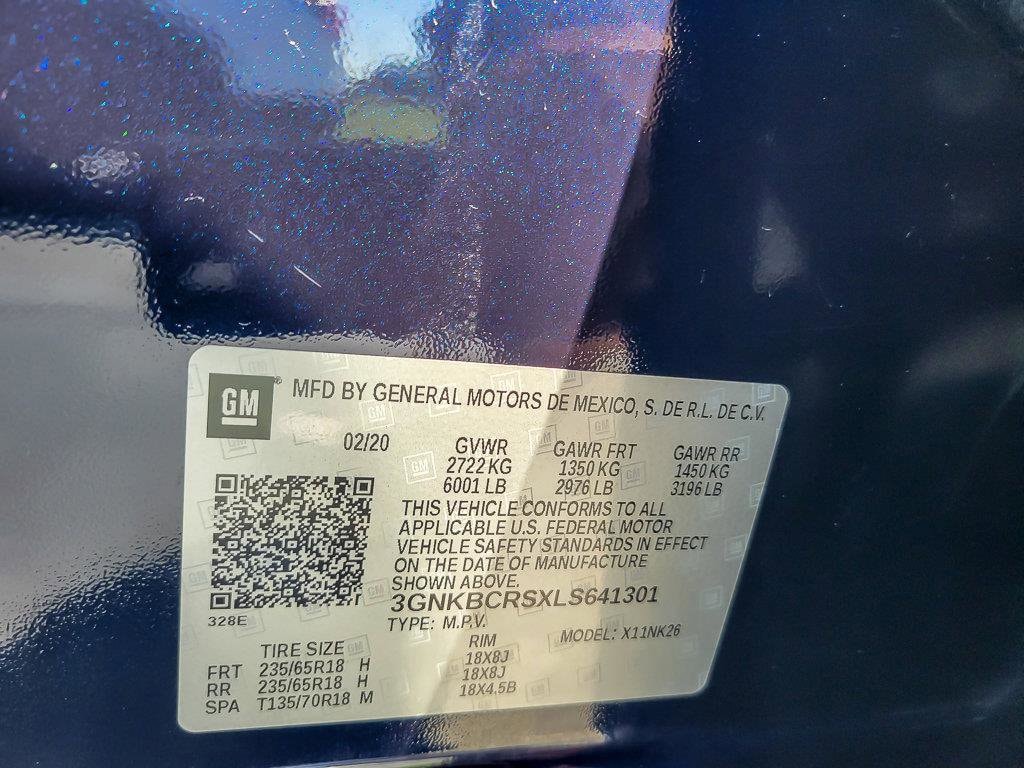 GM® MFD BY GENERAL MOTORS DE MEXICO, S. DE R.L. DE C.V.
02/20 GVWR GAWR FRT GAWR RR
2722 KG 1350 KG 1450 KG
6001 LB 2976 LB 3196 LB
THIS VEHICLE CONFORMS TO ALL
APPLICABLE U.S. FEDERAL MOTOR
VEHICLE SAFETY STANDARDS IN EFFECT
ON THE DATE OF MANUFACTURE
SHOWN ABOVE.
3GNKBCRSXLS641301
328E
TYPE: M.P.V. MODEL: X11NK26
TIRE SIZE RIM
FRT 235/65R18 H 18X8J
RR 235/65R18 H 18X8J
SPA T135/70R18 M 18X4.5B